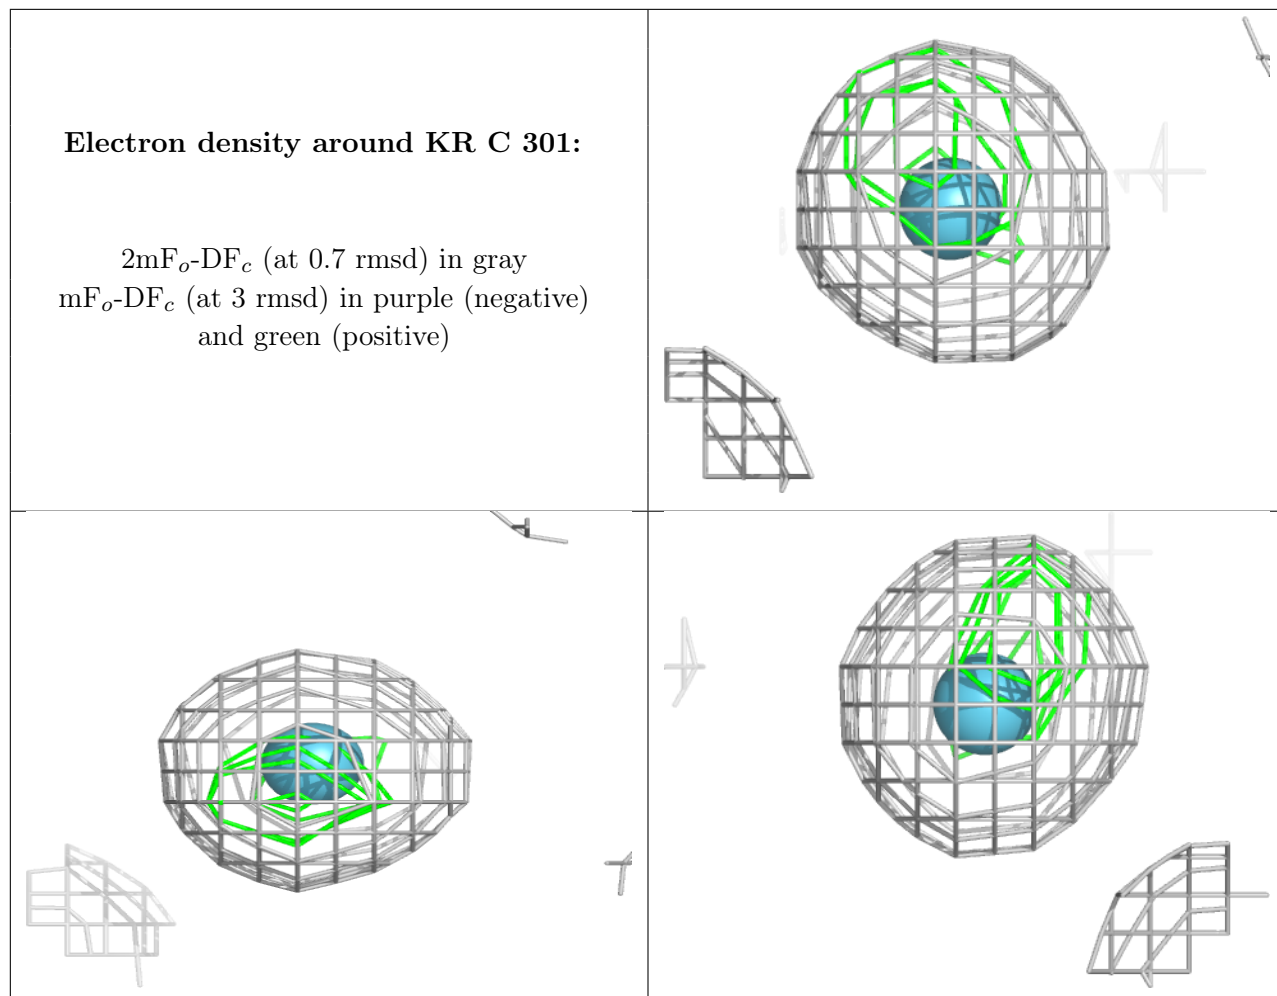 Electron density around KR C 301:
2mFₒ-DF𝒸 (at 0.7 rmsd) in gray
mFₒ-DF𝒸 (at 3 rmsd) in purple (negative)
and green (positive)